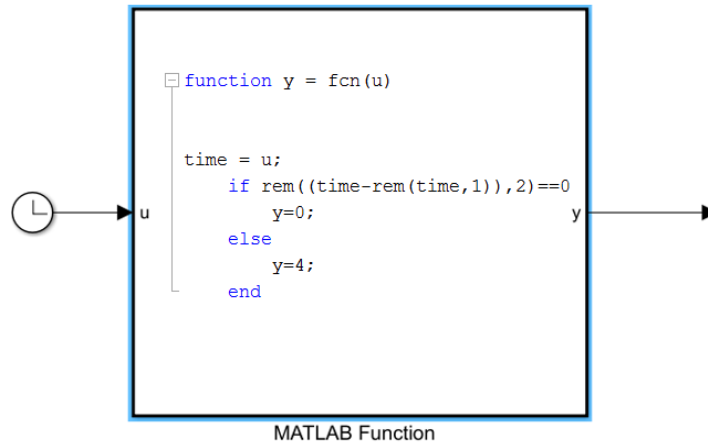 function y = fcn(u)
time = u;
if rem((time-rem(time,1)),2)==0
u
y=0;
y
else
y=4;
end
MATLAB Function